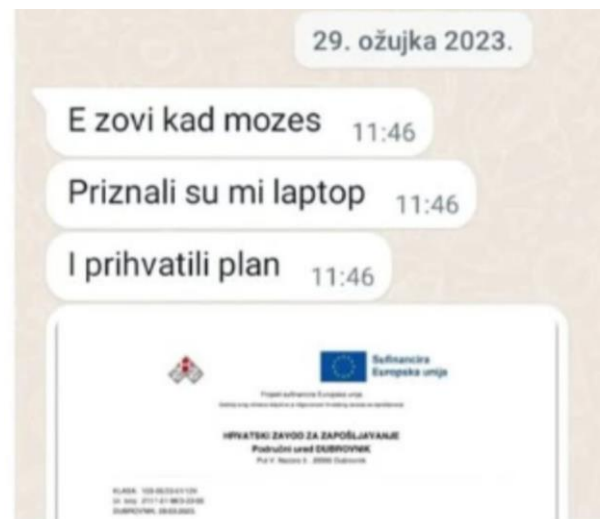 29. ožujka 2023.
E zovi kad mozes 11:46
Priznali su mi laptop 11:46
I prihvatili plan 11:46
Sufinancira
Europska unija
HRVATSKI ZAVOD ZA ZAPOŠLJAVANJE
Područni ured DUBROVNIK